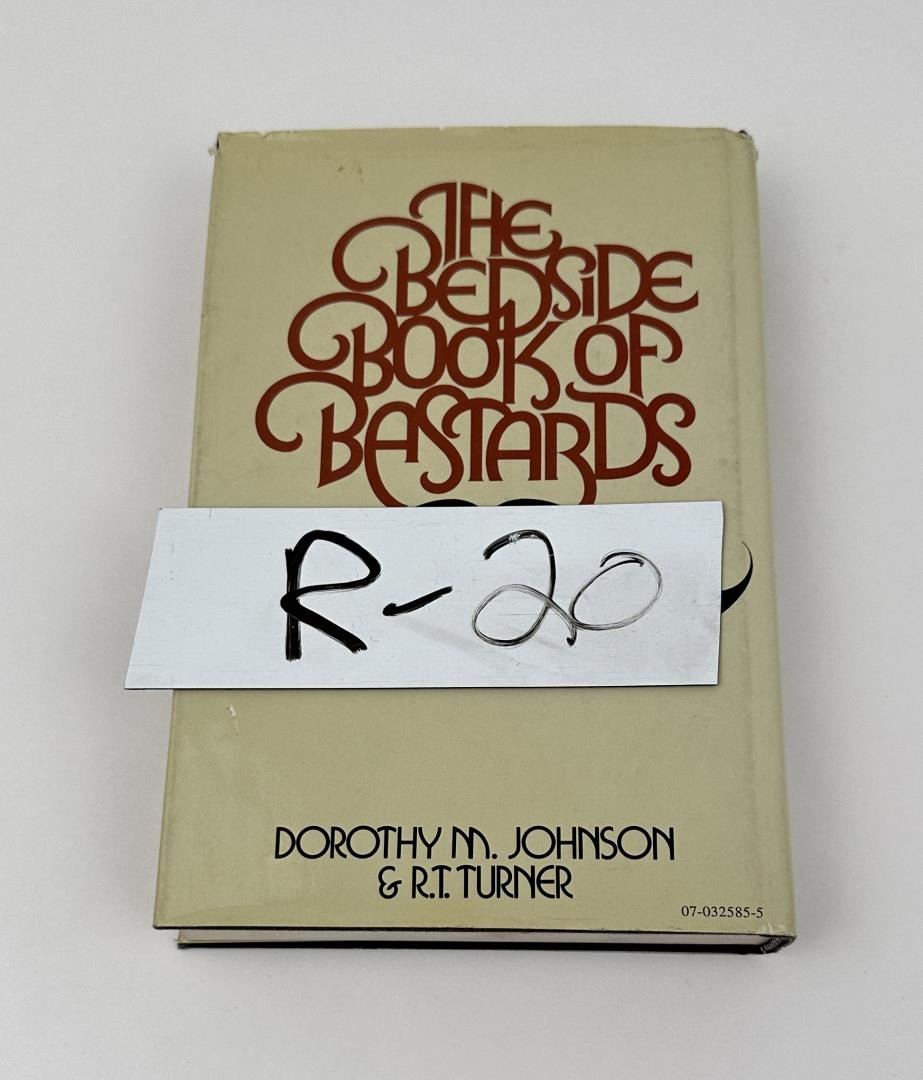 THE
BEDSIDE
BOOK OF
BASTARDS
R-20
DOROTHY M. JOHNSON
& R.T. TURNER
07-032585-5